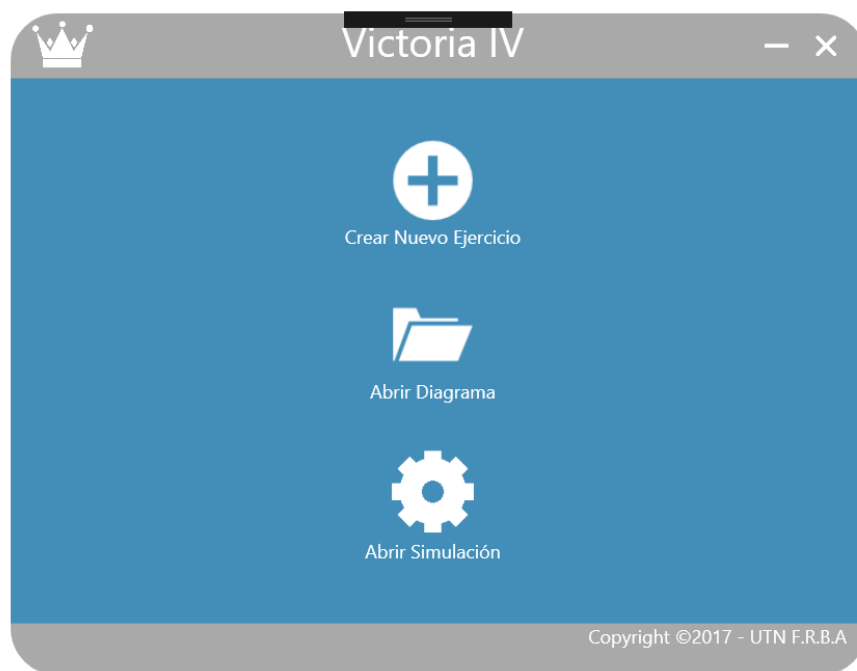 Victoria IV
Crear Nuevo Ejercicio
Abrir Diagrama
Abrir Simulación
Copyright ©2017 - UTN F.R.B.A